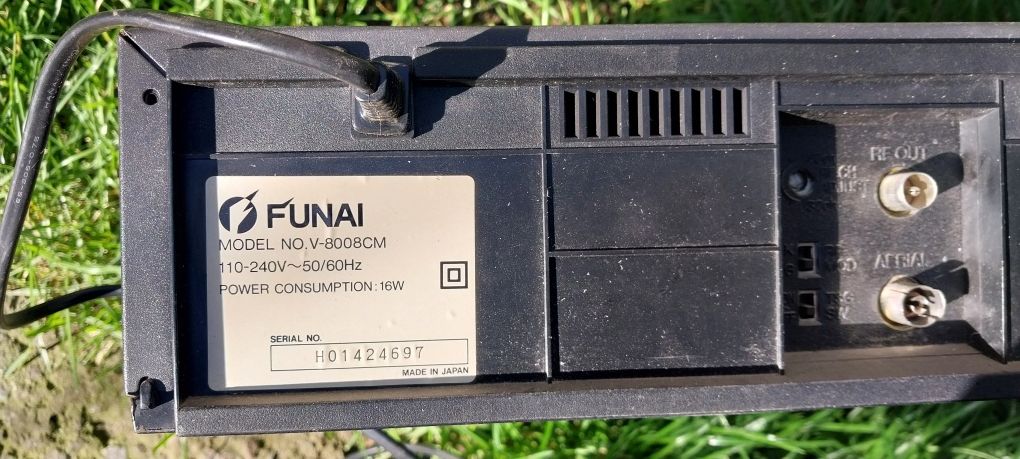 FUNAI
MODEL NO. V-8008CM
110-240V~50/60Hz
POWER CONSUMPTION:16W
SERIAL NO.
H01424697
MADE IN JAPAN
RF OUT
CH
AERIAL